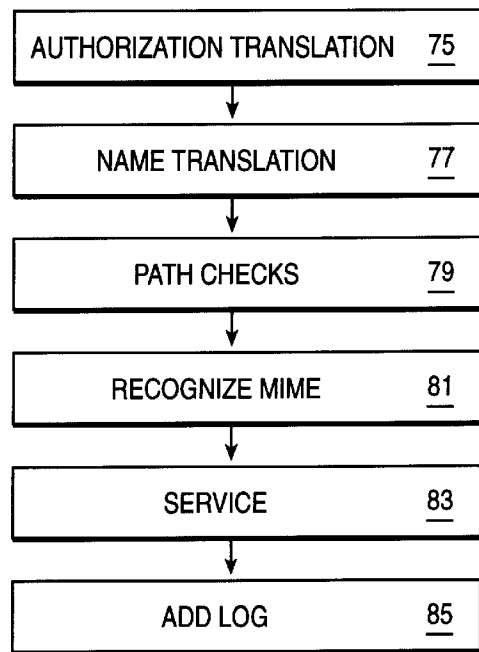 AUTHORIZATION TRANSLATION 75
NAME TRANSLATION 77
PATH CHECKS 79
RECOGNIZE MIME 81
SERVICE 83
ADD LOG 85